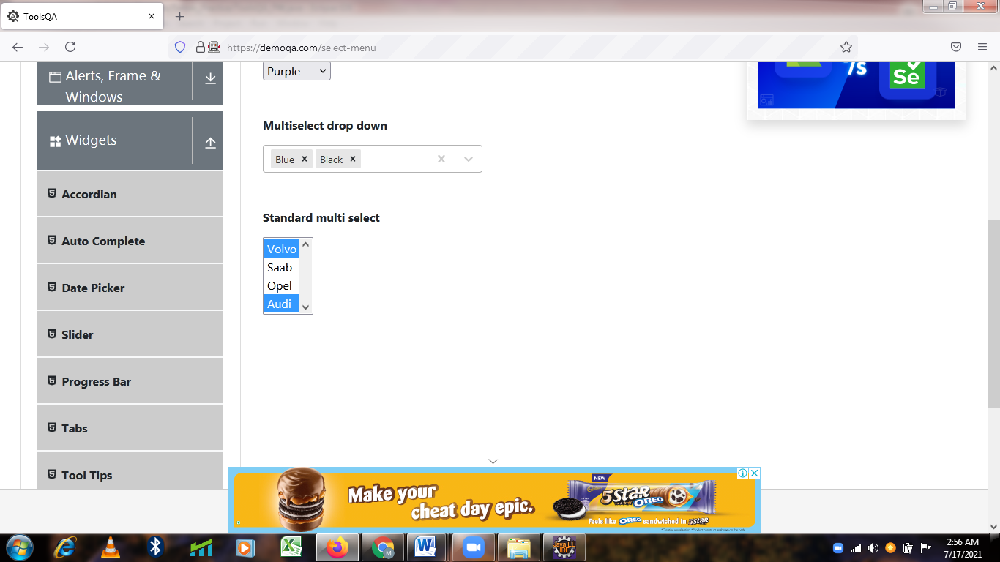 ToolsQA
https://demoqa.com/select-menu
Alerts, Frame &
Windows
Purple
/s
Se
Widgets
Multiselect drop down
Blue
Black
Accordian
Standard multi select
Auto Complete
Volvo
Saab
Date Picker
Opel
Audi
Slider
Progress Bar
Tabs
Tool Tips
Make your
cheat day epic.
NEW
5STAR
OREO
Feels like OREO sandwiched in 5STAR
Java EE
IDE
M
2:56 AM
7/17/2021